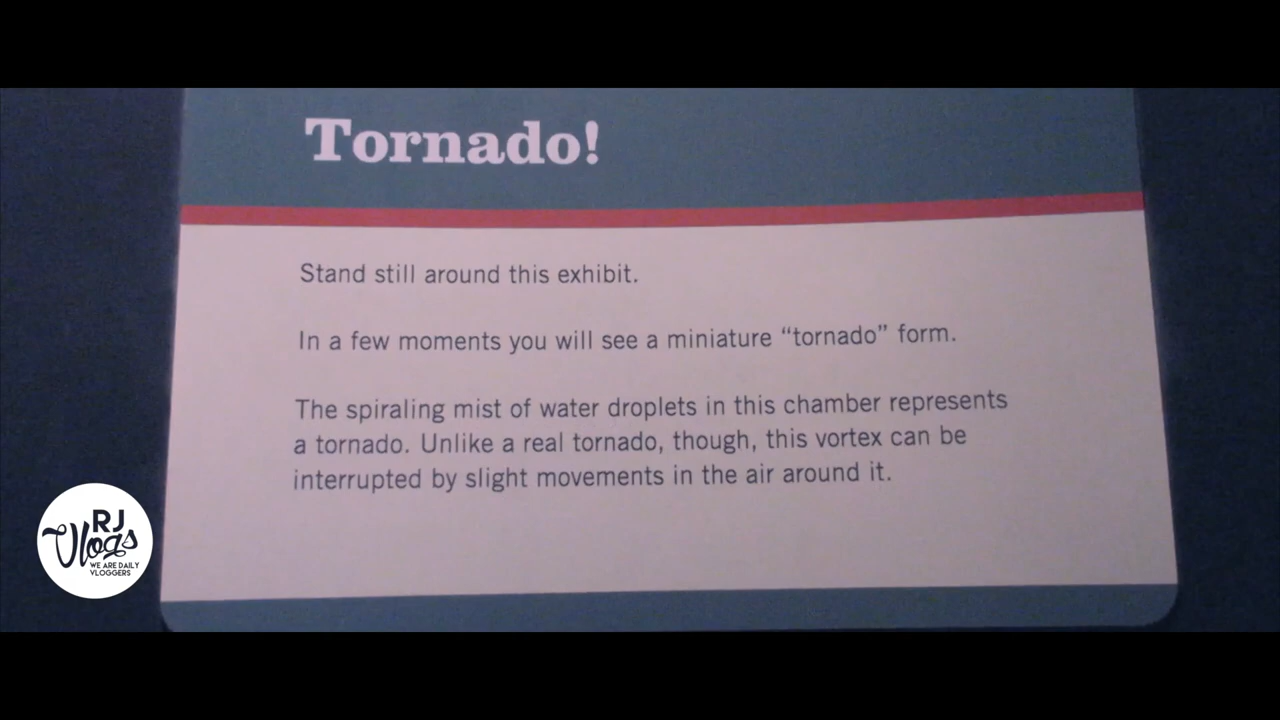 Tornado!
Stand still around this exhibit.
In a few moments you will see a miniature “tornado” form.
The spiraling mist of water droplets in this chamber represents
a tornado. Unlike a real tornado, though, this vortex can be
interrupted by slight movements in the air around it.
RJ
Vlogs
WE ARE DAILY
VLOGGERS